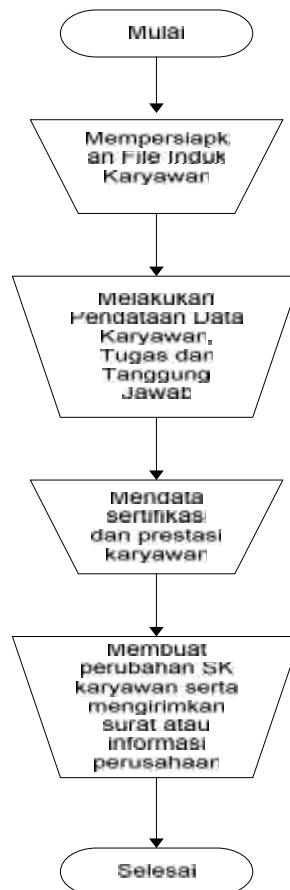 Mulai
Mempersiapk
an File Induk
Karyawan
Melakukan
Pendataan Data
Karyawan,
Tugas dan
Tanggung
Jawab
Mendata
sertifikasi
dan prestasi
karyawan
Membuat
perubahan SK
karyawan serta
mengirimkan
surat atau
informasi
perusahaan
Selesai